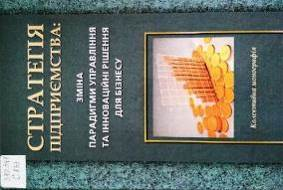 СТРАТЕГІЯ
ПІДПРИЄМСТВА:
ЗМІНА
ПАРАДИГМИ УПРАВЛІННЯ
ТА ІННОВАЦІЙНІ РІШЕННЯ
ДЛЯ БІЗНЕСУ
Колективна монографія